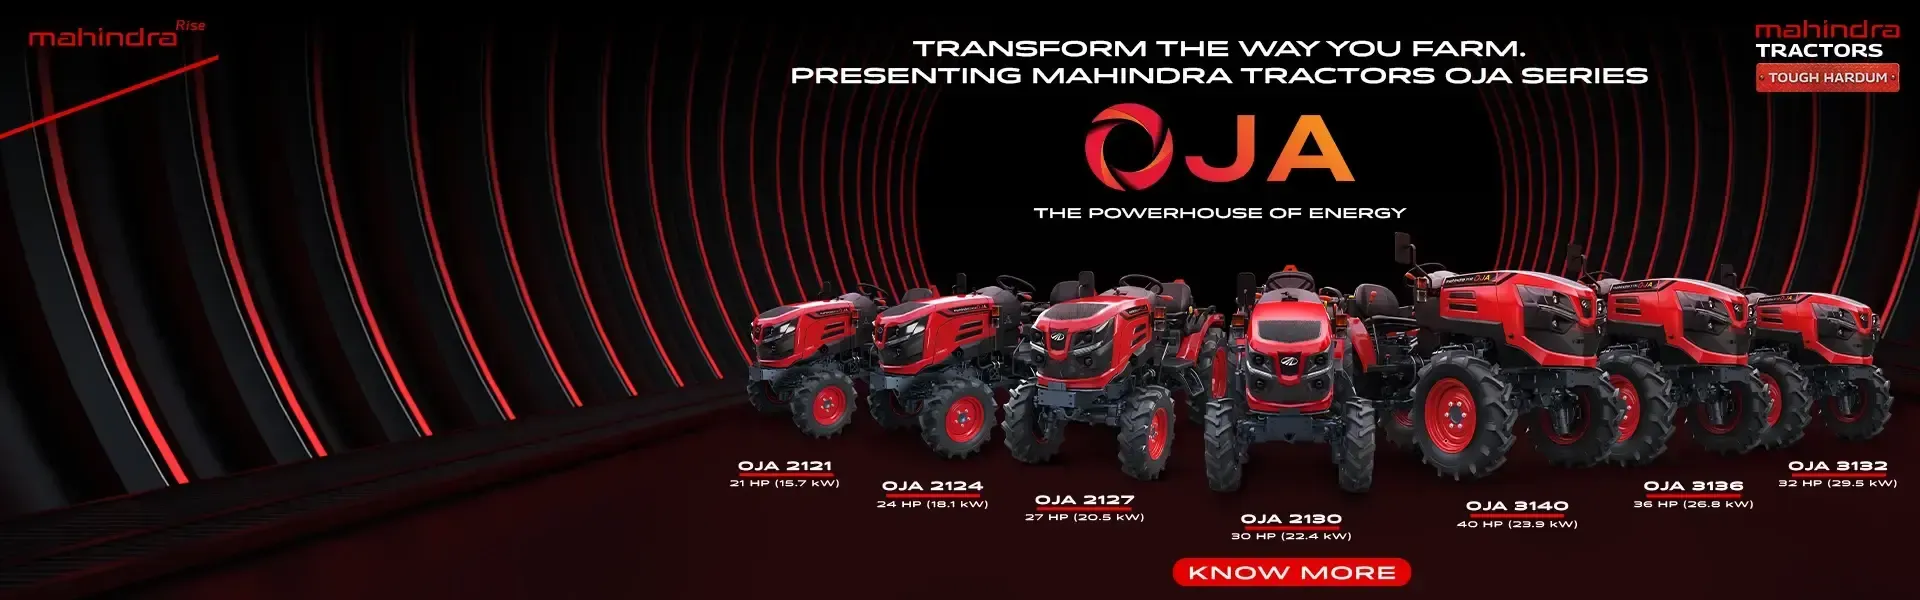 mahindra Rise
mahindra
TRACTORS
TOUGH HARDUM
TRANSFORM THE WAY YOU FARM.
PRESENTING MAHINDRA TRACTORS OJA SERIES
OJA
THE POWERHOUSE OF ENERGY
OJA 2121
21 HP (15.7 kW)
OJA 2124
24 HP (18.1 kW)
OJA 2127
27 HP (20.5 kW)
OJA 2130
30 HP (22.4 kW)
OJA 3140
40 HP (23.9 kW)
OJA 3136
36 HP (26.8 kW)
OJA 3132
32 HP (29.5 kW)
KNOW MORE